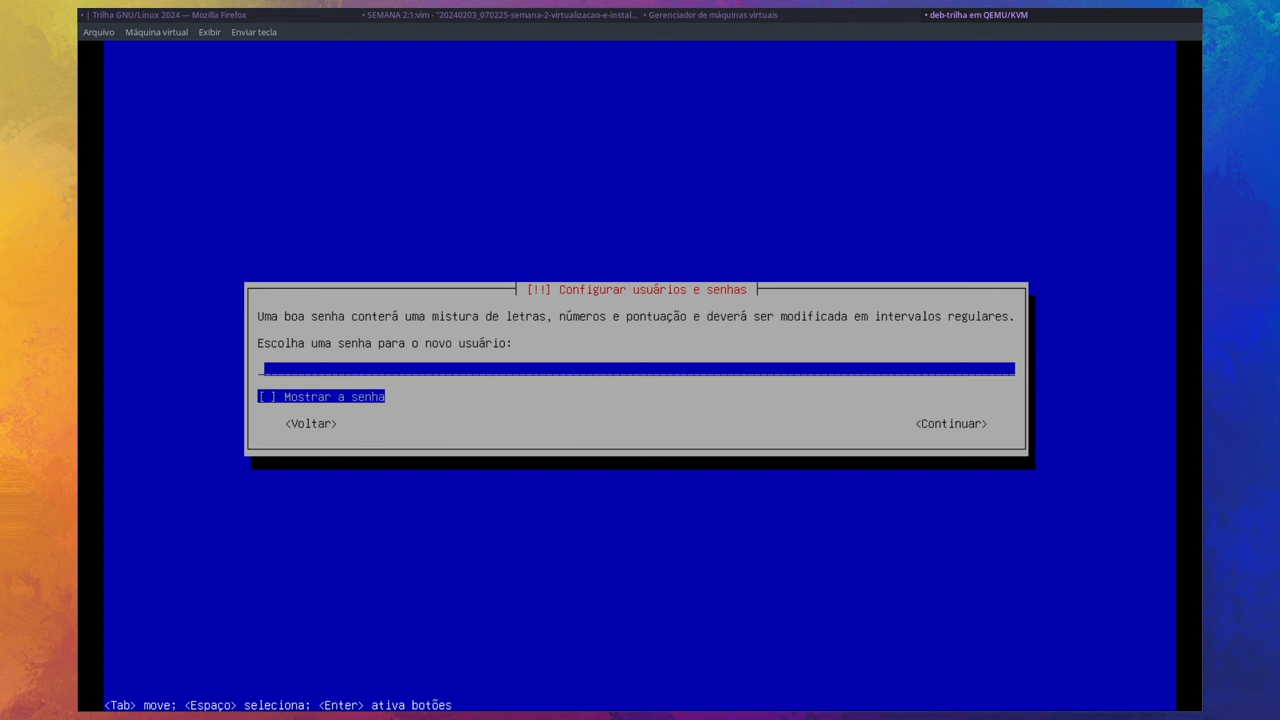 • | Trilha GNU/Linux 2024 — Mozilla Firefox
• SEMANA 2:1:vim - "20240203_070225-semana-2-virtualizacao-e-instal...
• Gerenciador de máquinas virtuais
• deb-trilha em QEMU/KVM
Arquivo Máquina virtual Exibir Enviar tecla
[!!] Configurar usuários e senhas
Uma boa senha conterá uma mistura de letras, números e pontuação e deverá ser modificada em intervalos regulares.
Escolha uma senha para o novo usuário:
[ ] Mostrar a senha
<Voltar> <Continuar>
<Tab> move; <Espaço> seleciona; <Enter> ativa botões